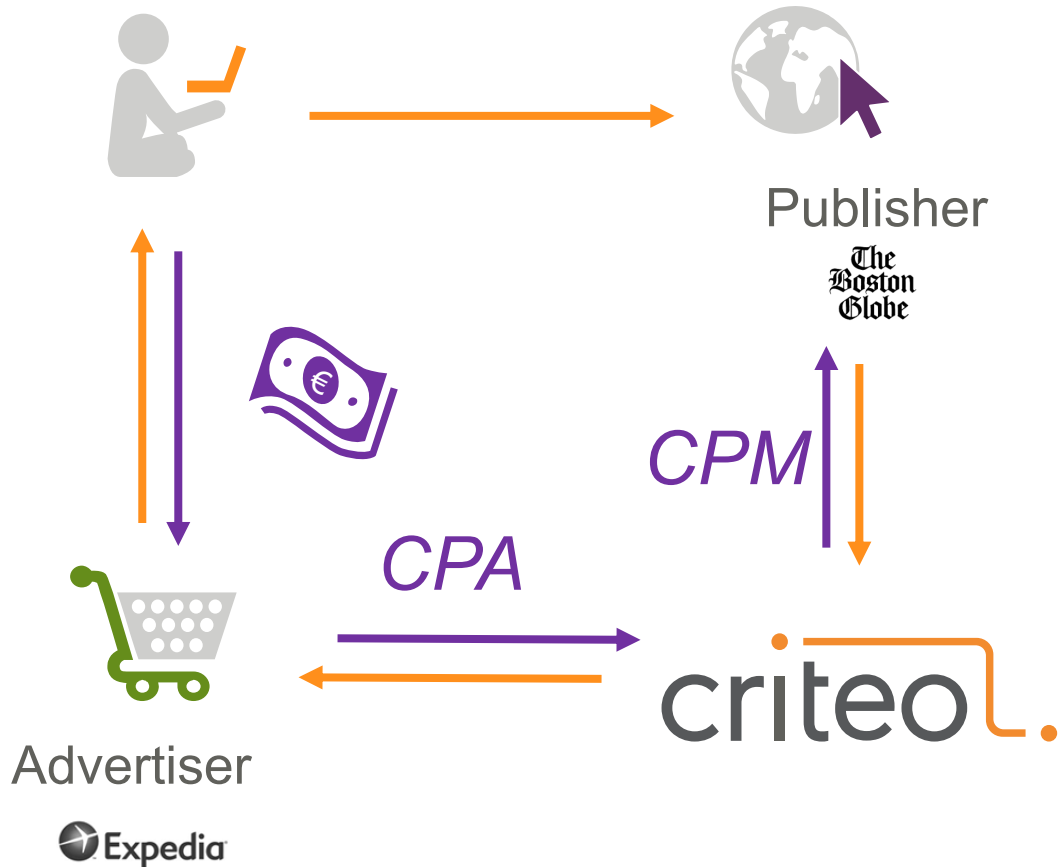 Publisher
The
Boston
Globe
€
CPM
CPA
criteo
Advertiser
Expedia